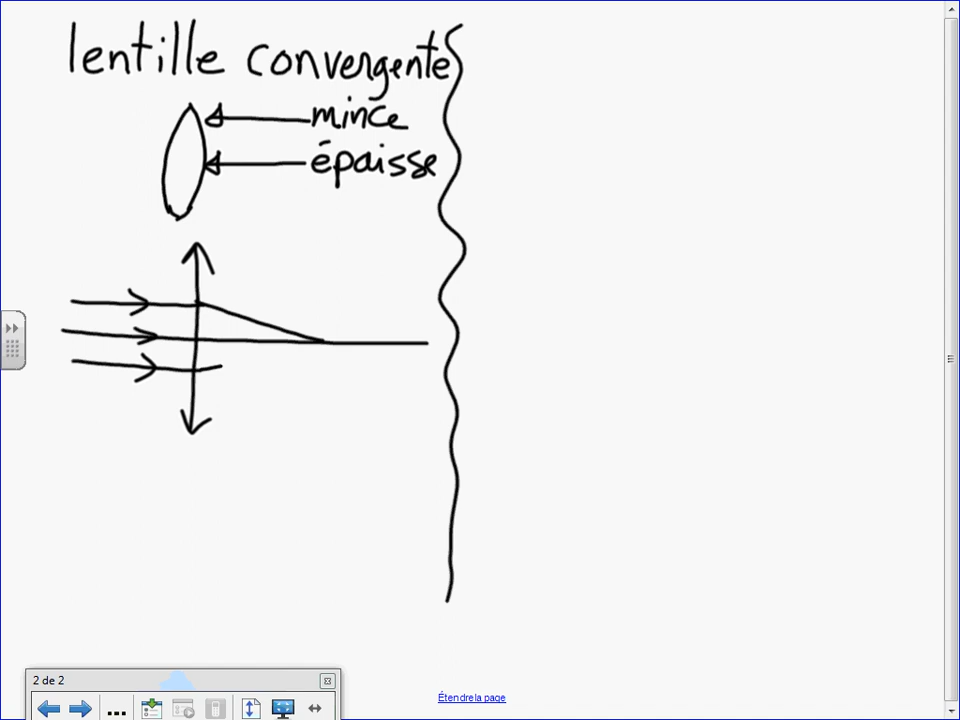 lentille convergente
mince
épaisse
2 de 2
Étendre la page